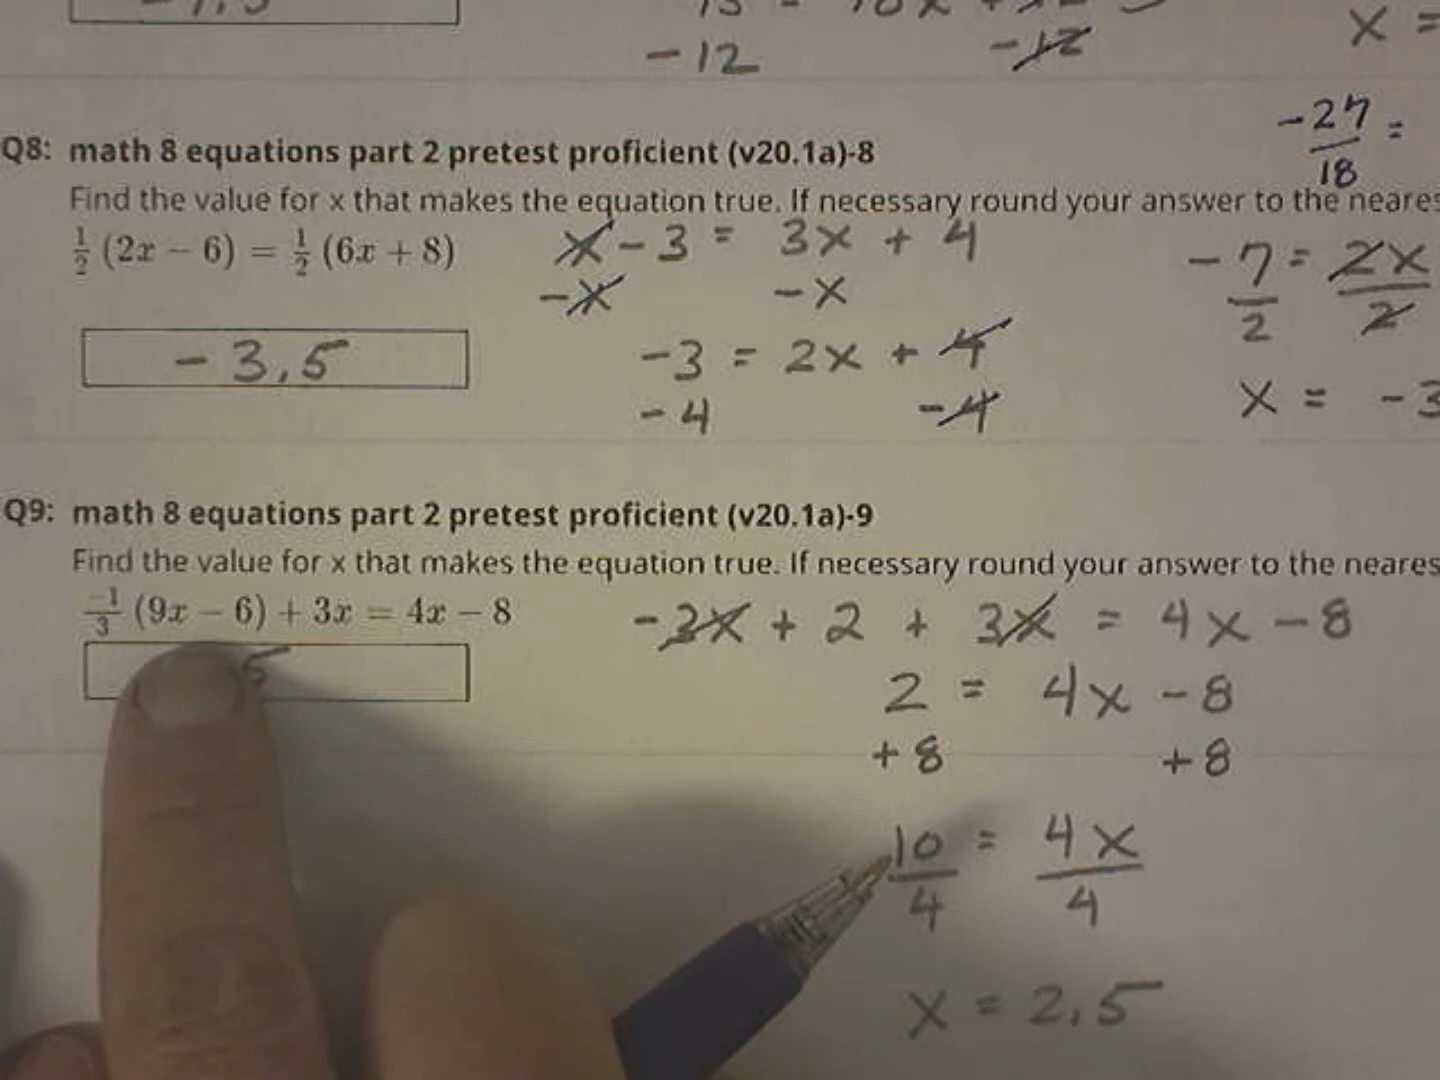 -12 -12 x =
-27/18 =
Q8: math 8 equations part 2 pretest proficient (v20.1a)-8
Find the value for x that makes the equation true. If necessary round your answer to the
1/2 (2x − 6) = 1/2 (6x + 8)
x - 3 = 3x + 4
-x -x
-3 = 2x + 4
-4 -4
-7/2 = 2x/2
x = -3
-3.5
Q9: math 8 equations part 2 pretest proficient (v20.1a)-9
Find the value for x that makes the equation true. If necessary round your answer to the
-1/3 (9x − 6) + 3x = 4x − 8
-3x + 2 + 3x = 4x - 8
2 = 4x - 8
+8 +8
10/4 = 4x/4
x = 2.5
5